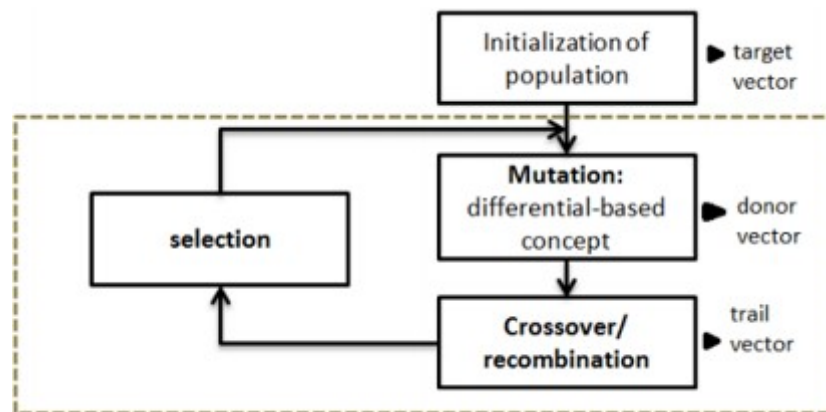 Initialization of
population
target
vector
Mutation:
differential-based
concept
donor
vector
selection
Crossover/
recombination
trail
vector